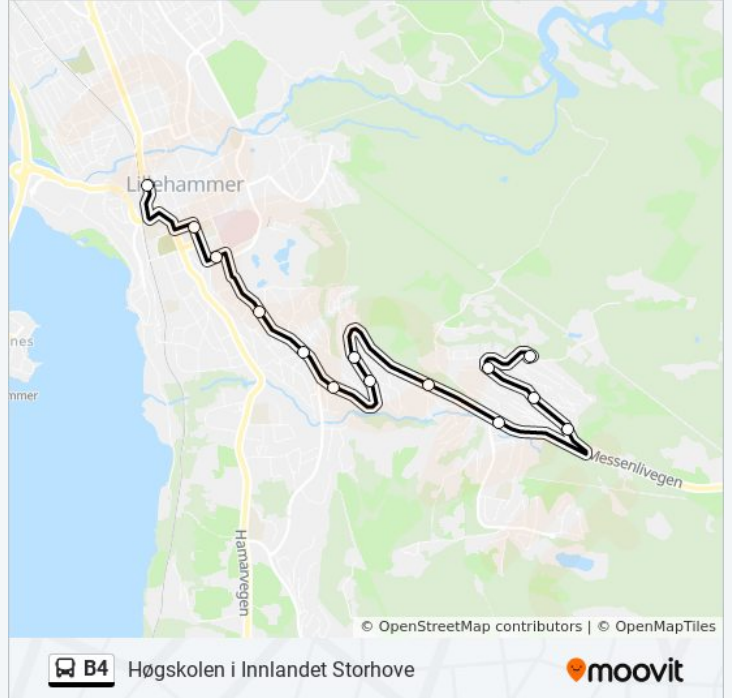 Lillehammer
nes
mmer
Messenlivegen
Hamarvegen
© OpenStreetMap contributors | © OpenMapTiles
B4 Høgskolen i Innlandet Storhove moovit